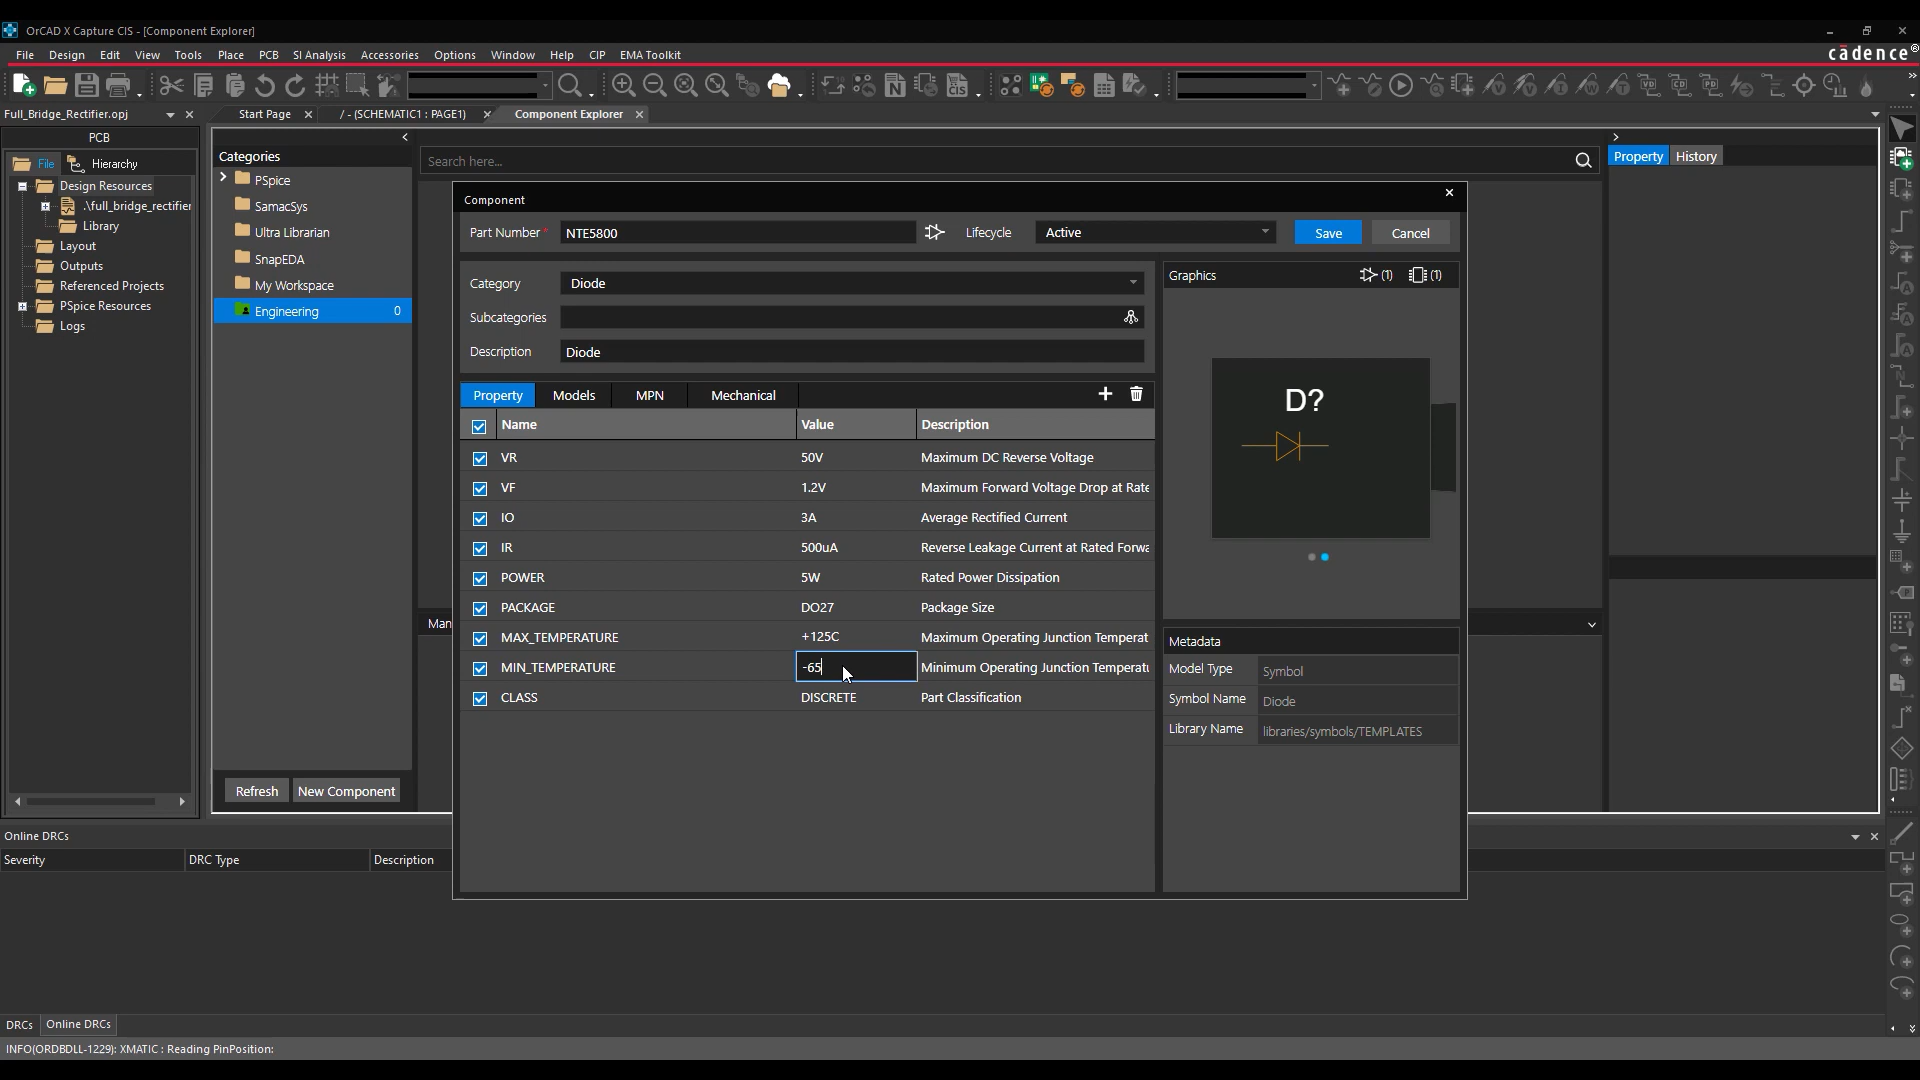 OrCAD X Capture CIS - [Component Explorer]
File Design Edit View Tools Place PCB SI Analysis Accessories Options Window Help CIP EMA Toolkit
cādence®
Full_Bridge_Rectifier.opj
Start Page
/ - (SCHEMATIC1 : PAGE1)
Component Explorer
PCB
File
Hierarchy
Design Resources
.\full_bridge_rectifier
Library
Layout
Outputs
Referenced Projects
PSpice Resources
Logs
Categories
PSpice
SamacSys
Ultra Librarian
SnapEDA
My Workspace
Engineering 0
Refresh
New Component
Search here...
Property
History
Man
Component
Part Number* NTE5800
Lifecycle Active
Save
Cancel
Category Diode
Subcategories
Description Diode
Property Models MPN Mechanical
Name Value Description
VR 50V Maximum DC Reverse Voltage
VF 1.2V Maximum Forward Voltage Drop at Rate
IO 3A Average Rectified Current
IR 500uA Reverse Leakage Current at Rated Forwa
POWER 5W Rated Power Dissipation
PACKAGE DO27 Package Size
MAX_TEMPERATURE +125C Maximum Operating Junction Temperat
MIN_TEMPERATURE -65 Minimum Operating Junction Temperatu
CLASS DISCRETE Part Classification
Graphics (1) (1)
D?
Metadata
Model Type Symbol
Symbol Name Diode
Library Name libraries/symbols/TEMPLATES
Online DRCs
Severity DRC Type Description
DRCs Online DRCs
INFO(ORDBDLL-1229): XMATIC : Reading PinPosition: